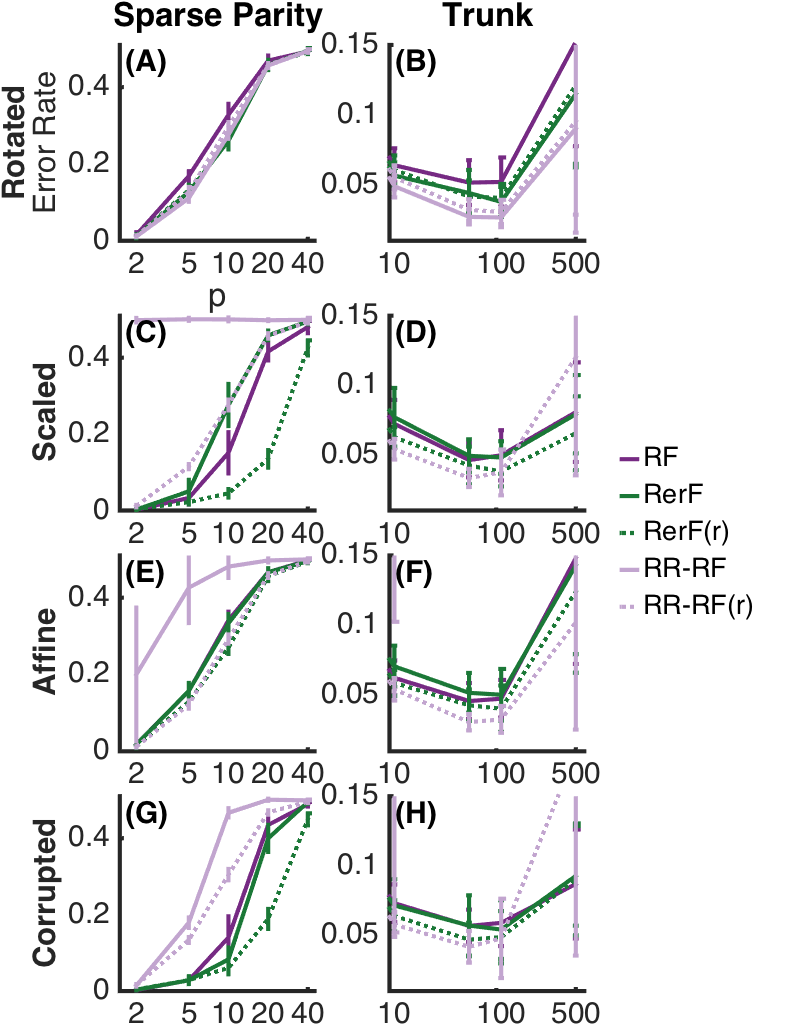 Sparse Parity Trunk
Rotated
Error Rate
(A)
0.4
0.2
0
2 5 10 20 40
p
(B)
0.15
0.1
0.05
10 100 500
Scaled
(C)
0.4
0.2
0
2 5 10 20 40
(D)
0.15
0.1
0.05
10 100 500
Affine
(E)
0.4
0.2
0
2 5 10 20 40
(F)
0.15
0.1
0.05
10 100 500
Corrupted
(G)
0.4
0.2
0
2 5 10 20 40
(H)
0.15
0.1
0.05
10 100 500
RF
RerF
RerF(r)
RR-RF
RR-RF(r)